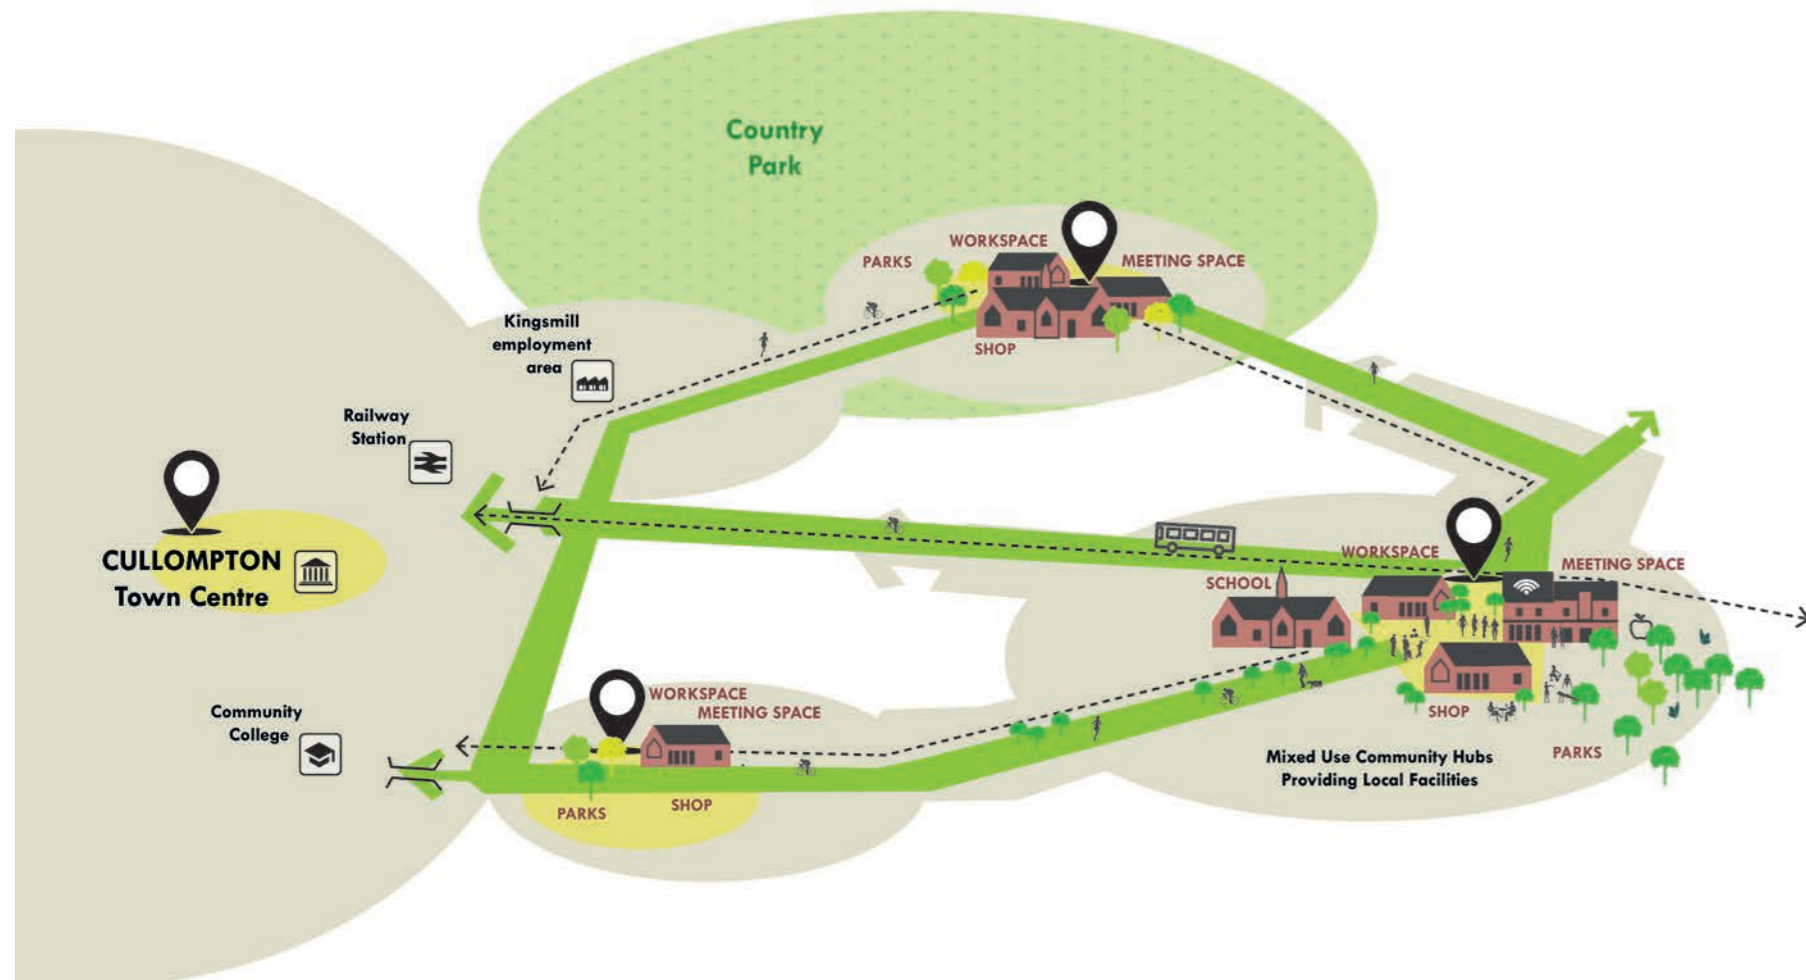 Country
Park
WORKSPACE
PARKS
MEETING SPACE
SHOP
Kingsmill
employment
area
Railway
Station
CULLOMPTON
Town Centre
WORKSPACE
MEETING SPACE
SCHOOL
SHOP
PARKS
Mixed Use Community Hubs
Providing Local Facilities
Community
College
WORKSPACE
MEETING SPACE
PARKS
SHOP